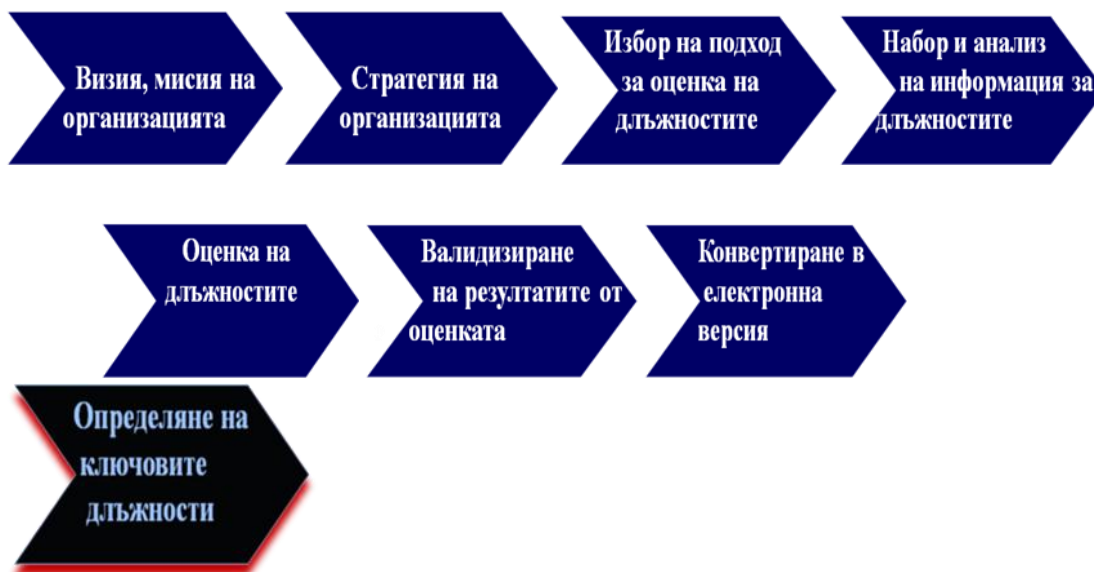 Визия, мисия на
организацията
Стратегия на
организацията
Избор на подход
за оценка на
длъжностите
Набор и анализ
на информация за
длъжностите
Оценка на
длъжностите
Валидизиране
на резултатите от
оценката
Конвертиране в
електронна
версия
Определяне на
ключовите
длъжности